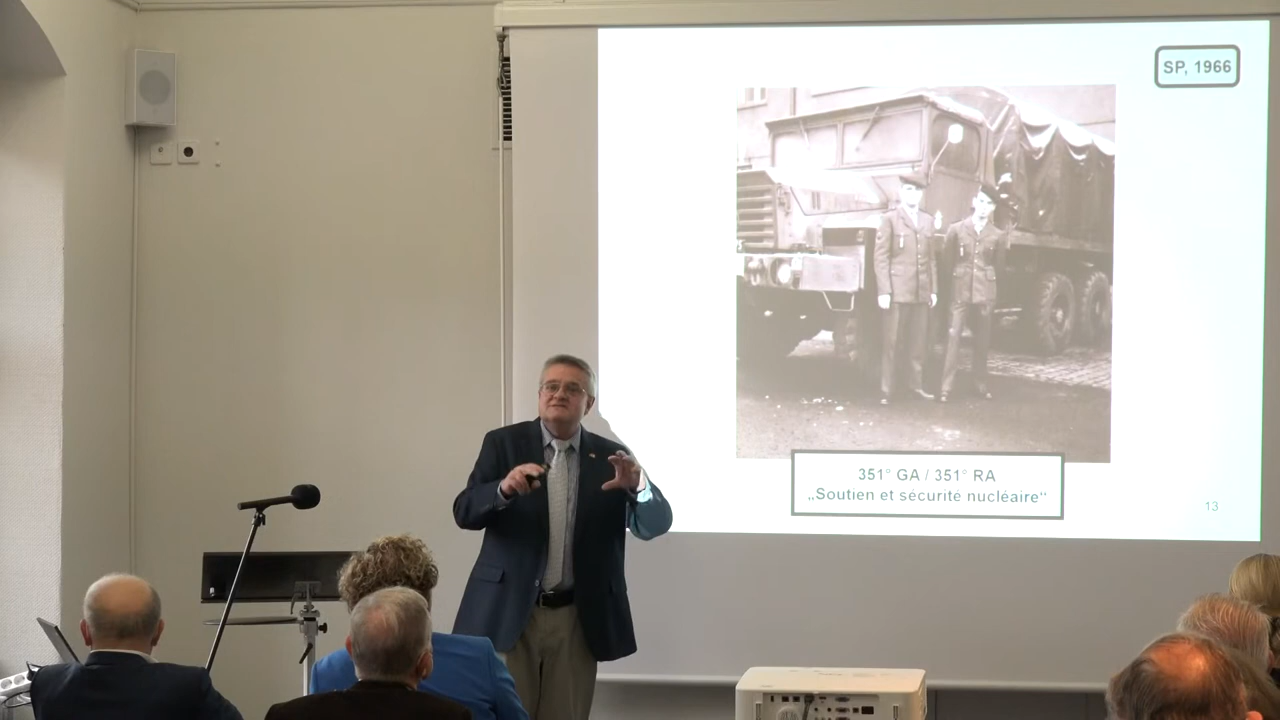 SP, 1966
351° GA / 351° RA
„Soutien et sécurité nucléaire“
13